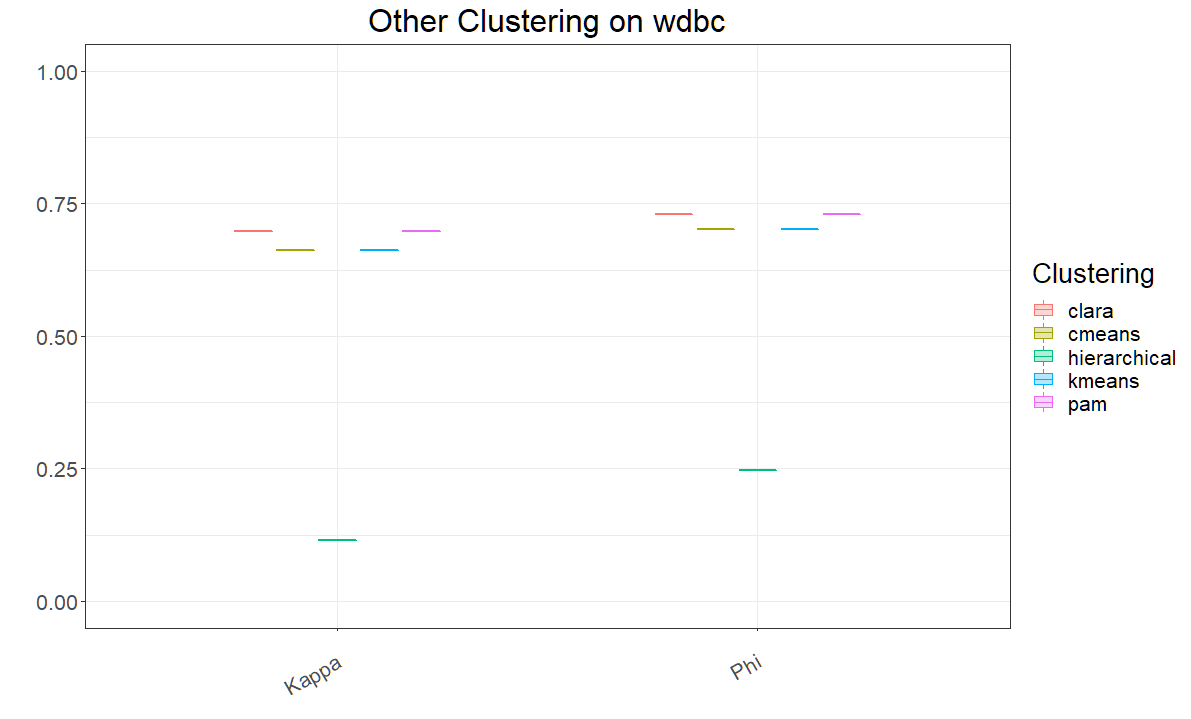 Other Clustering on wdbc
1.00
0.75
0.50
0.25
0.00
Kappa
Phi
Clustering
clara
cmeans
hierarchical
kmeans
pam